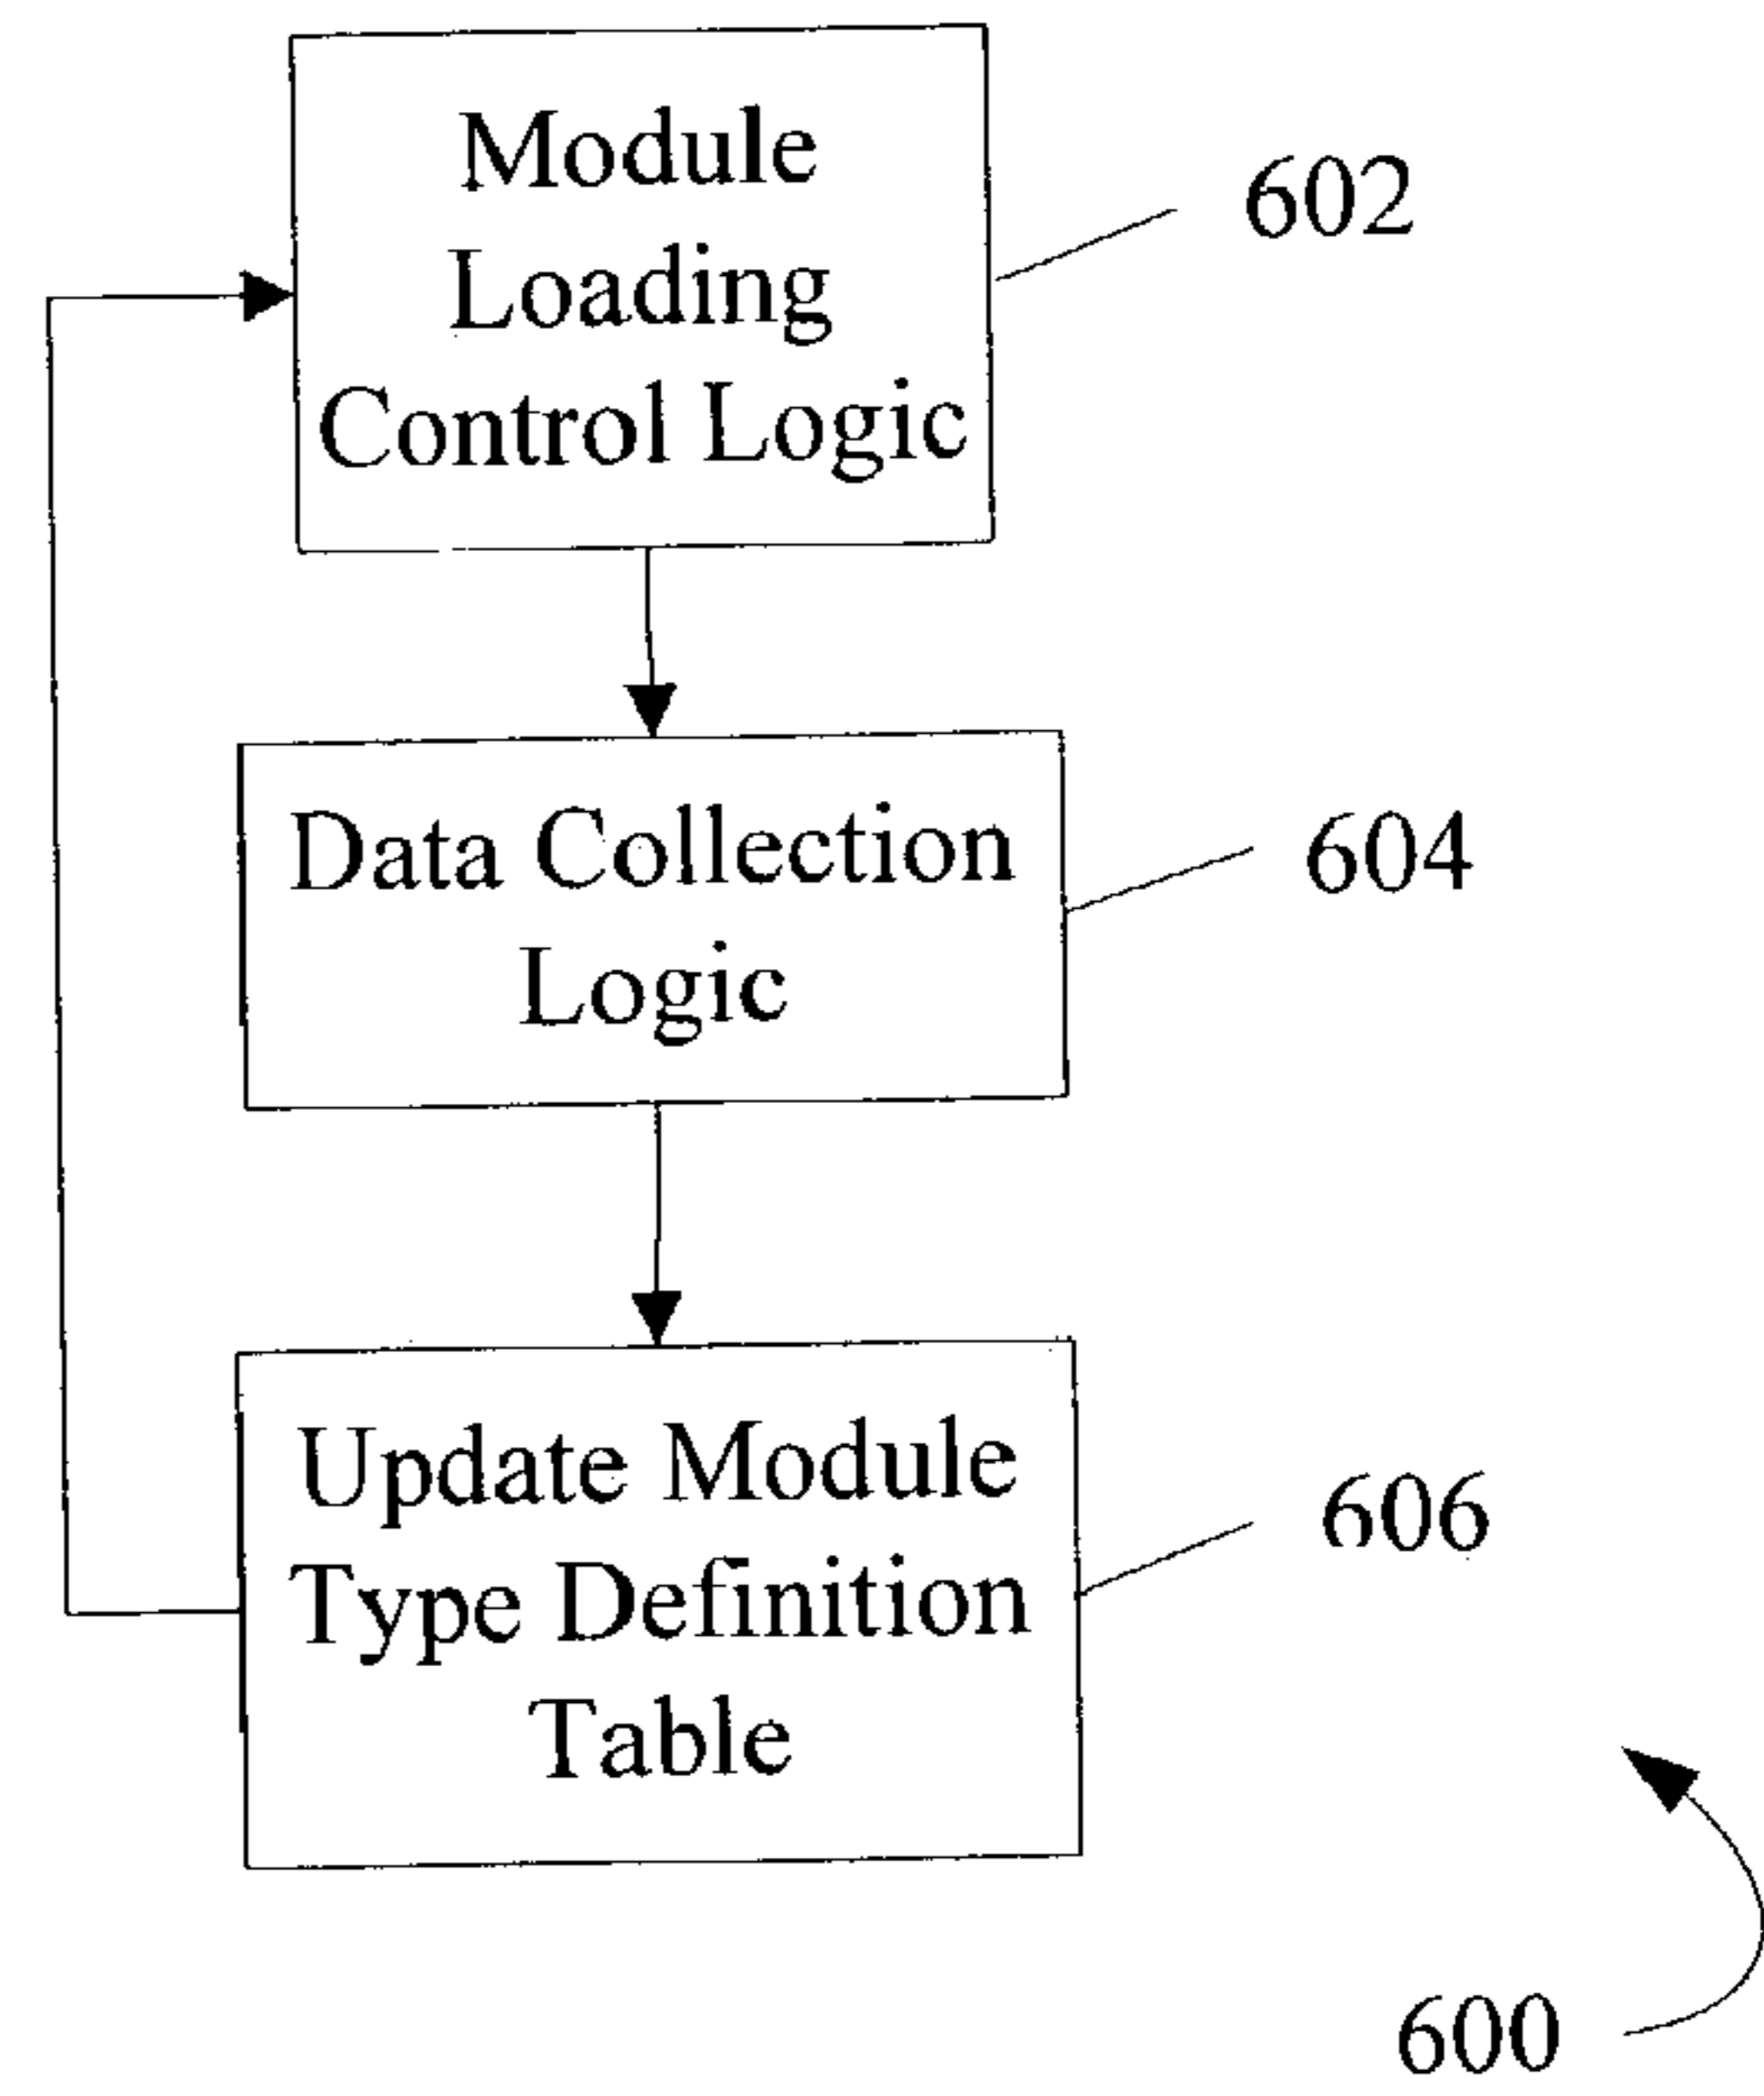 Module
Loading
Control Logic
602
Data Collection
Logic
604
Update Module
Type Definition
Table
606
600